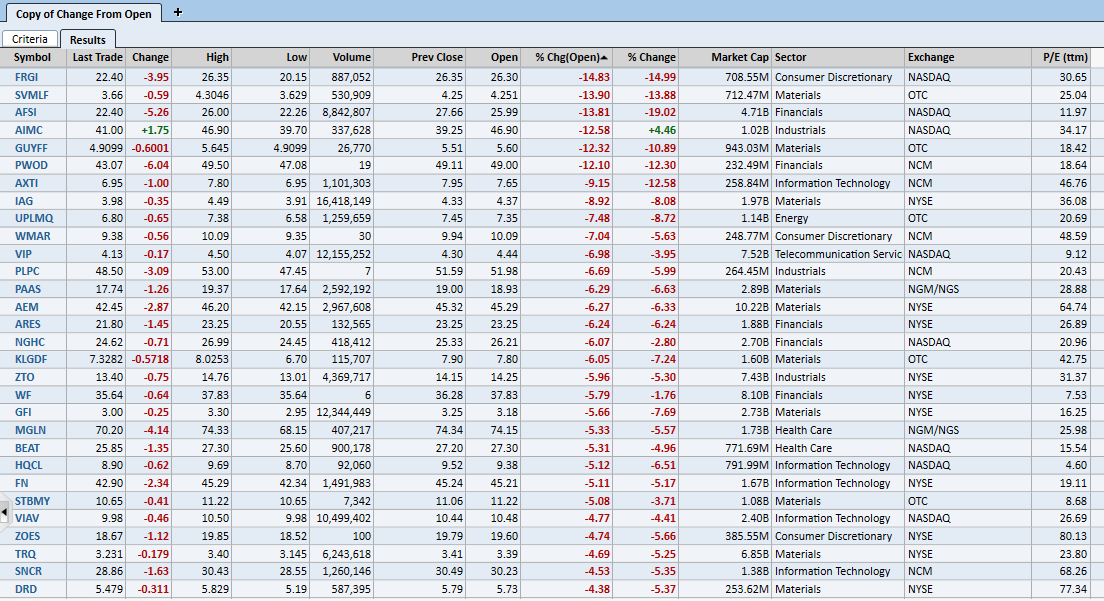 Copy of Change From Open +
Criteria Results
Symbol Last Trade Change High Low Volume Prev Close Open % Chg(Open) % Change Market Cap Sector Exchange P/E (ttm)
FRGI 22.40 -3.95 26.35 20.15 887,052 26.35 26.30 -14.83 -14.99 708.55M Consumer Discretionary NASDAQ 30.65
SVMLF 3.66 -0.59 4.3046 3.629 530,909 4.25 4.251 -13.90 -13.88 712.47M Materials OTC 25.04
AFSI 22.40 -5.26 26.00 22.26 8,842,807 27.66 25.99 -13.81 -19.02 4.71B Financials NASDAQ 11.97
AIMC 41.00 +1.75 46.90 39.70 337,628 39.25 46.90 -12.58 +4.46 1.02B Industrials NASDAQ 34.17
GUYFF 4.9099 -0.6001 5.645 4.9099 26,770 5.51 5.60 -12.32 -10.89 943.03M Materials OTC 18.42
PWOD 43.07 -6.04 49.50 47.08 19 49.11 49.00 -12.10 -12.30 232.49M Financials NCM 18.64
AXTI 6.95 -1.00 7.80 6.95 1,101,303 7.95 7.65 -9.15 -12.58 258.84M Information Technology NCM 46.76
IAG 3.98 -0.35 4.49 3.91 16,418,149 4.33 4.37 -8.92 -8.08 1.97B Materials NYSE 36.08
UPLMQ 6.80 -0.65 7.38 6.58 1,259,659 7.45 7.35 -7.48 -8.72 1.14B Energy OTC 20.69
WMAR 9.38 -0.56 10.09 9.35 30 9.94 10.09 -7.04 -5.63 248.77M Consumer Discretionary NCM 48.59
VIP 4.13 -0.17 4.50 4.07 12,155,252 4.30 4.44 -6.98 -3.95 7.52B Telecommunication Servic NASDAQ 9.12
PLPC 48.50 -3.09 53.00 47.45 7 51.59 51.98 -6.69 -5.99 264.45M Industrials NCM 20.43
PAAS 17.74 -1.26 19.37 17.64 2,592,192 19.00 18.93 -6.29 -6.63 2.89B Materials NGM/NGS 28.88
AEM 42.45 -2.87 46.20 42.15 2,967,608 45.32 45.29 -6.27 -6.33 10.22B Materials NYSE 64.74
ARES 21.80 -1.45 23.25 20.55 132,565 23.25 23.25 -6.24 -6.24 1.88B Financials NYSE 26.89
NGHC 24.62 -0.71 26.99 24.45 418,412 25.33 26.21 -6.07 -2.80 2.70B Financials NASDAQ 20.96
KLGDF 7.3282 -0.5718 8.0253 6.70 115,707 7.90 7.80 -6.05 -7.24 1.60B Materials OTC 42.75
ZTO 13.40 -0.75 14.76 13.01 4,369,717 14.15 14.25 -5.96 -5.30 7.43B Industrials NYSE 31.37
WF 35.64 -0.64 37.83 35.64 6 36.28 37.83 -5.79 -1.76 8.10B Financials NYSE 7.53
GFI 3.00 -0.25 3.30 2.95 12,344,449 3.25 3.18 -5.66 -7.69 2.73B Materials NYSE 16.25
MGLN 70.20 -4.14 74.33 68.15 407,217 74.34 74.15 -5.33 -5.57 1.73B Health Care NGM/NGS 25.98
BEAT 25.85 -1.35 27.30 25.60 900,178 27.20 27.30 -5.31 -4.96 771.69M Health Care NASDAQ 15.54
HQCL 8.90 -0.62 9.69 8.70 92,060 9.52 9.38 -5.12 -6.51 791.99M Information Technology NASDAQ 4.60
FN 42.90 -2.34 45.29 42.34 1,491,983 45.24 45.21 -5.11 -5.17 1.67B Information Technology NYSE 19.11
STBMY 10.65 -0.41 11.22 10.65 7,342 11.06 11.22 -5.08 -3.71 1.08B Materials OTC 8.68
VIAV 9.98 -0.46 10.50 9.98 10,499,402 10.44 10.48 -4.77 -4.41 2.40B Information Technology NASDAQ 26.69
ZOES 18.67 -1.12 19.85 18.52 100 19.79 19.60 -4.74 -5.66 385.55M Consumer Discretionary NYSE 80.13
TRQ 3.231 -0.179 3.40 3.145 6,243,618 3.41 3.39 -4.69 -5.25 6.85B Materials NYSE 23.80
SNCR 28.86 -1.63 30.43 28.55 1,260,146 30.49 30.23 -4.53 -5.35 1.38B Information Technology NCM 68.26
DRD 5.479 -0.311 5.829 5.19 587,395 5.79 5.73 -4.38 -5.37 253.62M Materials NYSE 77.34